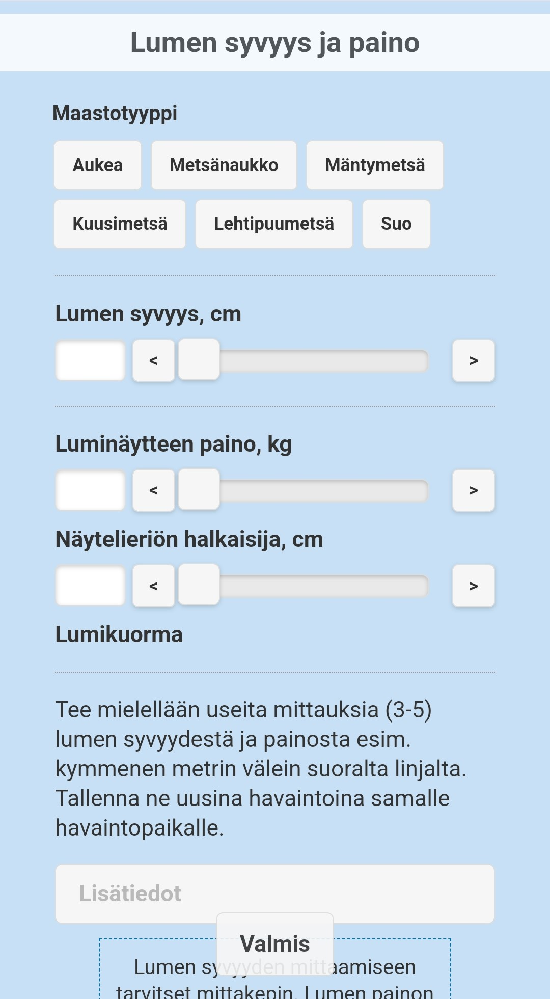 Lumen syvyys ja paino
Maastotyyppi
Aukea Metsänaukko Mäntymetsä
Kuusimetsä Lehtipuumetsä Suo
Lumen syvyys, cm
< >
Luminäytteen paino, kg
< >
Näytelieriön halkaisija, cm
< >
Lumikuorma
Tee mielellään useita mittauksia (3-5)
lumen syvyydestä ja painosta esim.
kymmenen metrin välein suoralta linjalta.
Tallenna ne uusina havaintoina samalle
havaintopaikalle.
Lisätiedot
Valmis
Lumen syvyyden mittaamiseen
tarvitset mittakepin. Lumen painon